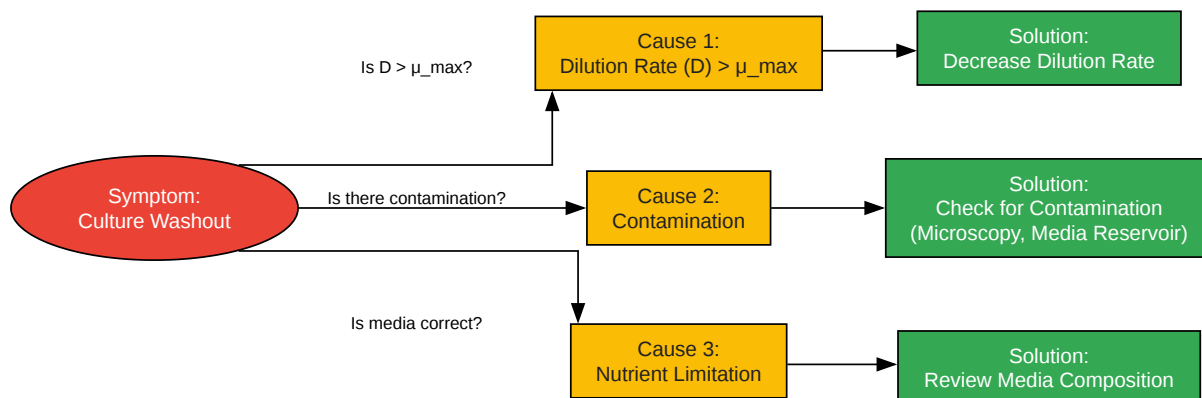 Symptom:
Culture Washout
Is D > μ_max?
Cause 1:
Dilution Rate (D) > μ_max
Solution:
Decrease Dilution Rate
Is there contamination?
Cause 2:
Contamination
Solution:
Check for Contamination
(Microscopy, Media Reservoir)
Is media correct?
Cause 3:
Nutrient Limitation
Solution:
Review Media Composition